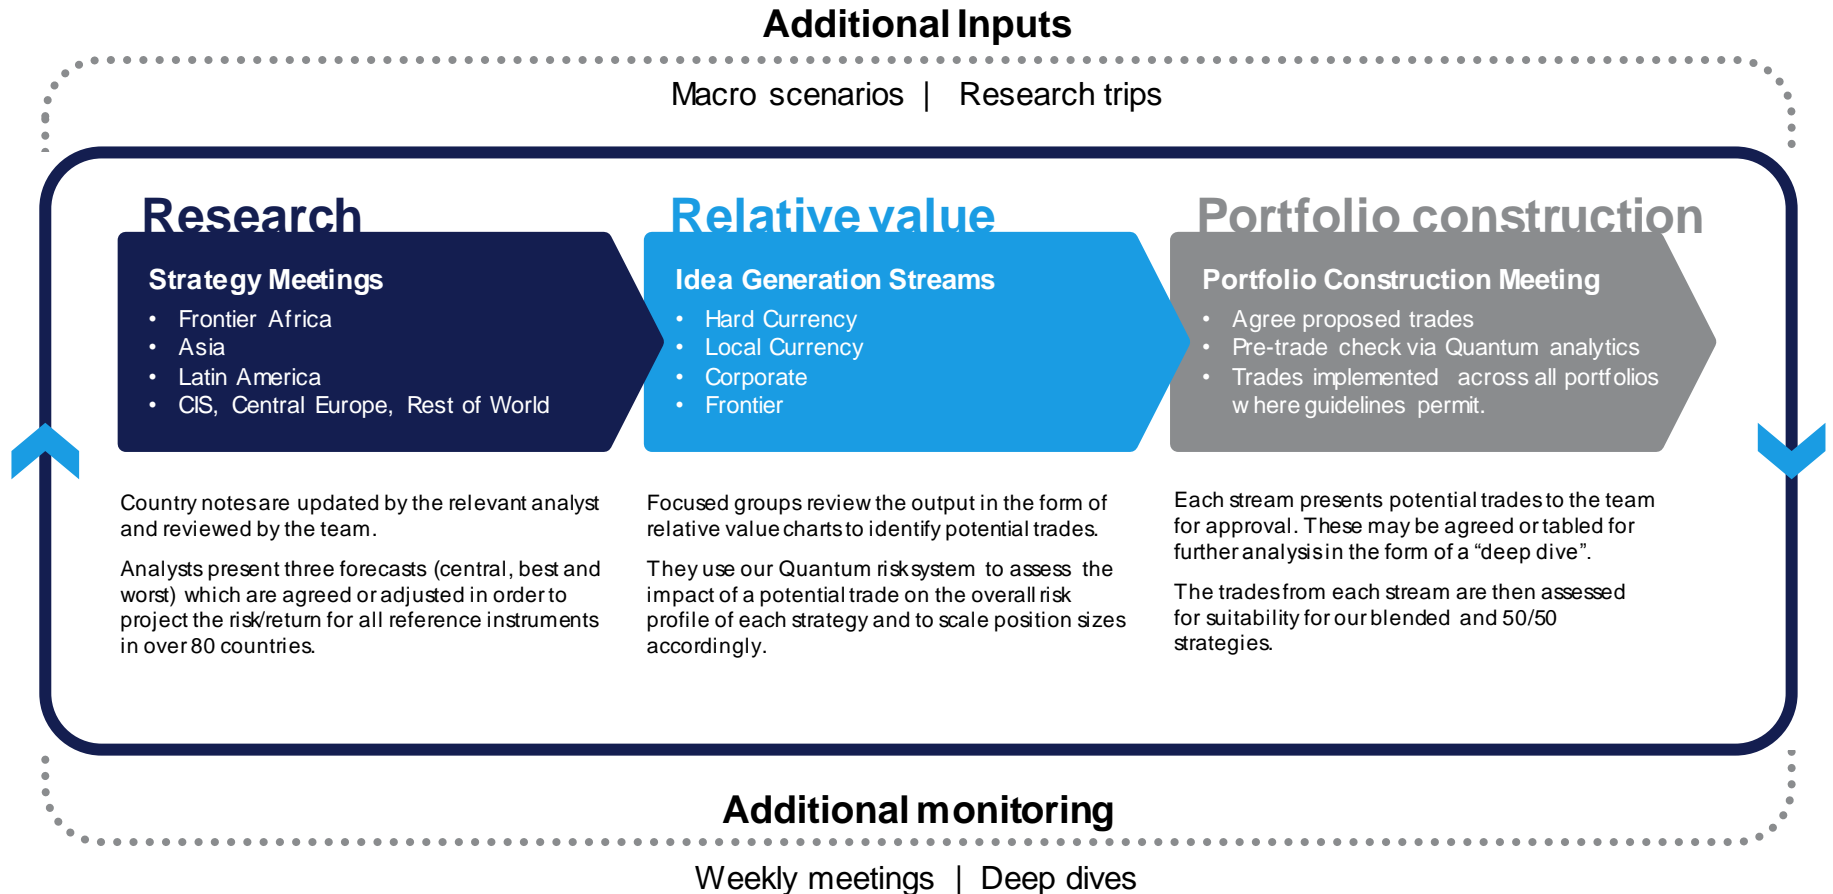 Additional Inputs
Macro scenarios | Research trips
Research
Strategy Meetings
• Frontier Africa
• Asia
• Latin America
• CIS, Central Europe, Rest of World
Country notes are updated by the relevant analyst
and reviewed by the team.
Analysts present three forecasts (central, best and
worst) which are agreed or adjusted in order to
project the risk/return for all reference instruments
in over 80 countries.
Relative value
Idea Generation Streams
• Hard Currency
• Local Currency
• Corporate
• Frontier
Focused groups review the output in the form of
relative value charts to identify potential trades.
They use our Quantum risk system to assess the
impact of a potential trade on the overall risk
profile of each strategy and to scale position sizes
accordingly.
Portfolio construction
Portfolio Construction Meeting
• Agree proposed trades
• Pre-trade check via Quantum analytics
• Trades implemented across all portfolios
where guidelines permit.
Each stream presents potential trades to the team
for approval. These may be agreed or tabled for
further analysis in the form of a “deep dive”.
The trades from each stream are then assessed
for suitability for our blended and 50/50
strategies.
Additional monitoring
Weekly meetings | Deep dives